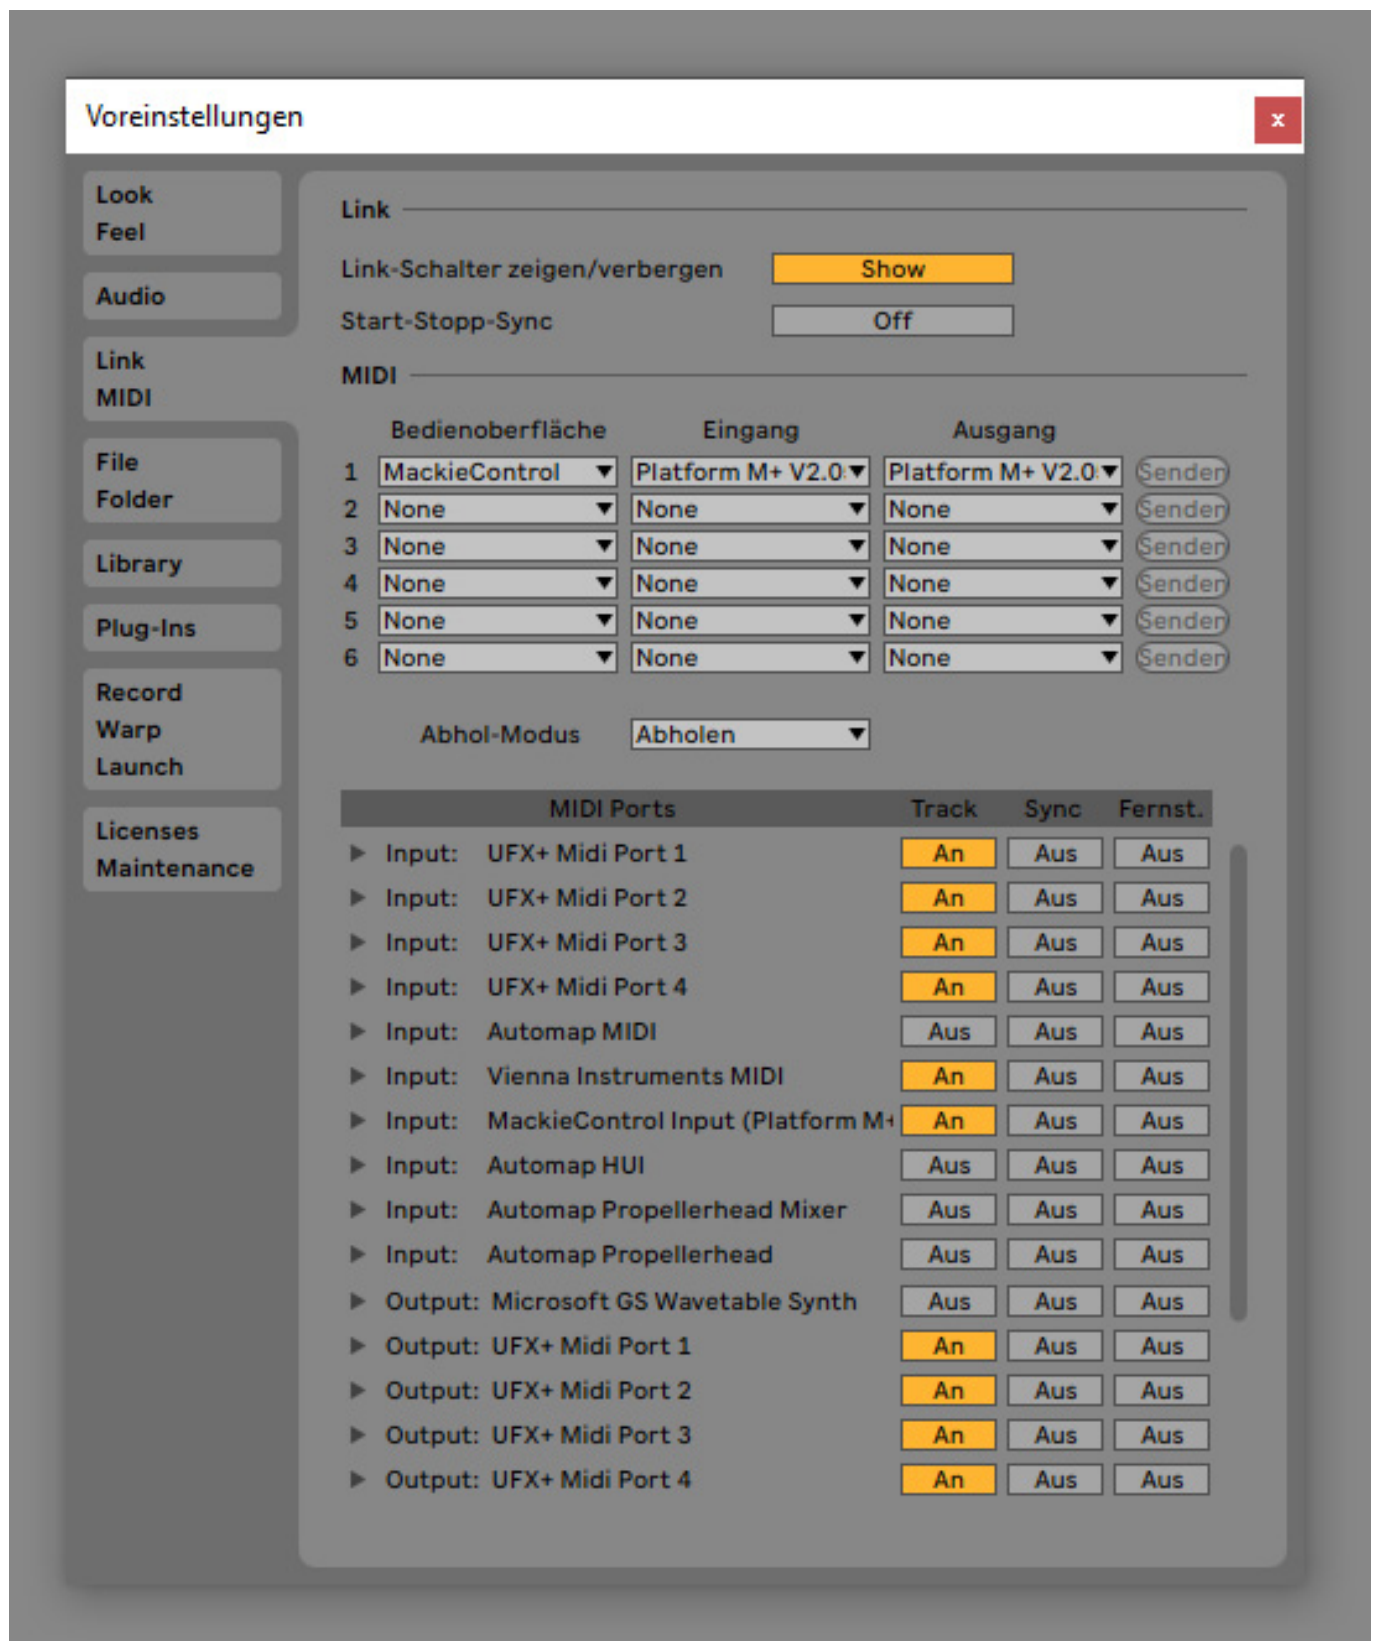 Voreinstellungen
x
Look
Feel
Audio
Link
MIDI
File
Folder
Library
Plug-Ins
Record
Warp
Launch
Licenses
Maintenance
Link
Link-Schalter zeigen/verbergen Show
Start-Stopp-Sync Off
MIDI
Bedienoberfläche Eingang Ausgang
1 MackieControl Platform M+ V2.0 Platform M+ V2.0 Senden
2 None None None Senden
3 None None None Senden
4 None None None Senden
5 None None None Senden
6 None None None Senden
Abhol-Modus Abholen
MIDI Ports Track Sync Fernst.
Input: UFX+ Midi Port 1 An Aus Aus
Input: UFX+ Midi Port 2 An Aus Aus
Input: UFX+ Midi Port 3 An Aus Aus
Input: UFX+ Midi Port 4 An Aus Aus
Input: Automap MIDI Aus Aus Aus
Input: Vienna Instruments MIDI An Aus Aus
Input: MackieControl Input (Platform M+ An Aus Aus
Input: Automap HUI Aus Aus Aus
Input: Automap Propellerhead Mixer Aus Aus Aus
Input: Automap Propellerhead Aus Aus Aus
Output: Microsoft GS Wavetable Synth Aus Aus Aus
Output: UFX+ Midi Port 1 An Aus Aus
Output: UFX+ Midi Port 2 An Aus Aus
Output: UFX+ Midi Port 3 An Aus Aus
Output: UFX+ Midi Port 4 An Aus Aus